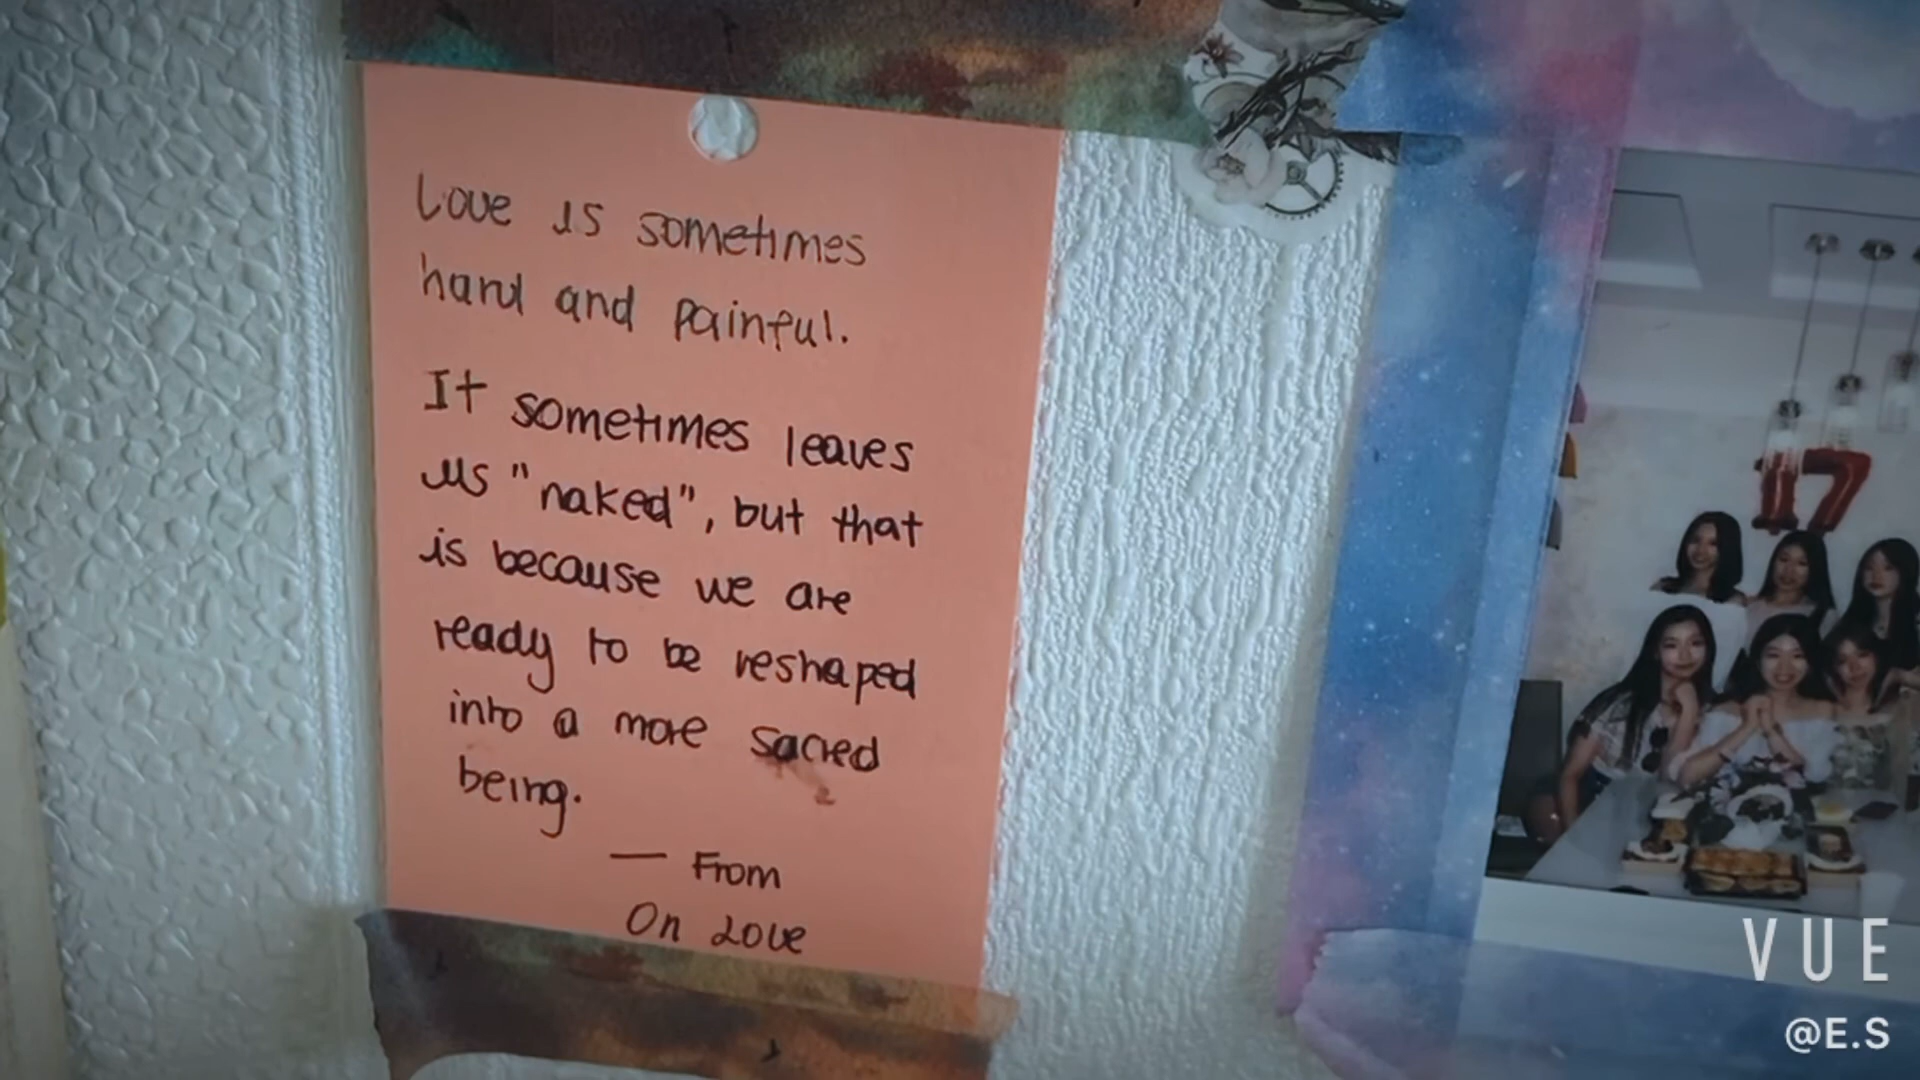 Love is sometimes
hard and painful.
It sometimes leaves
us "naked", but that
is because we are
ready to be reshaped
into a more sacred
being.
— From
On Love
17
VUE
@E.S